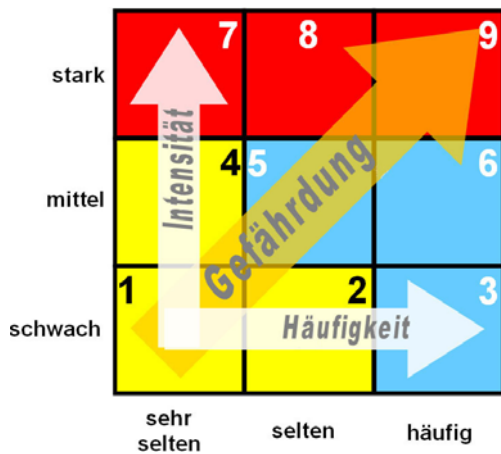 stark
7
8
9
Intensität
mittel
4
5
6
Gefährdung
schwach
1
2
3
Häufigkeit
sehr
selten
selten
häufig